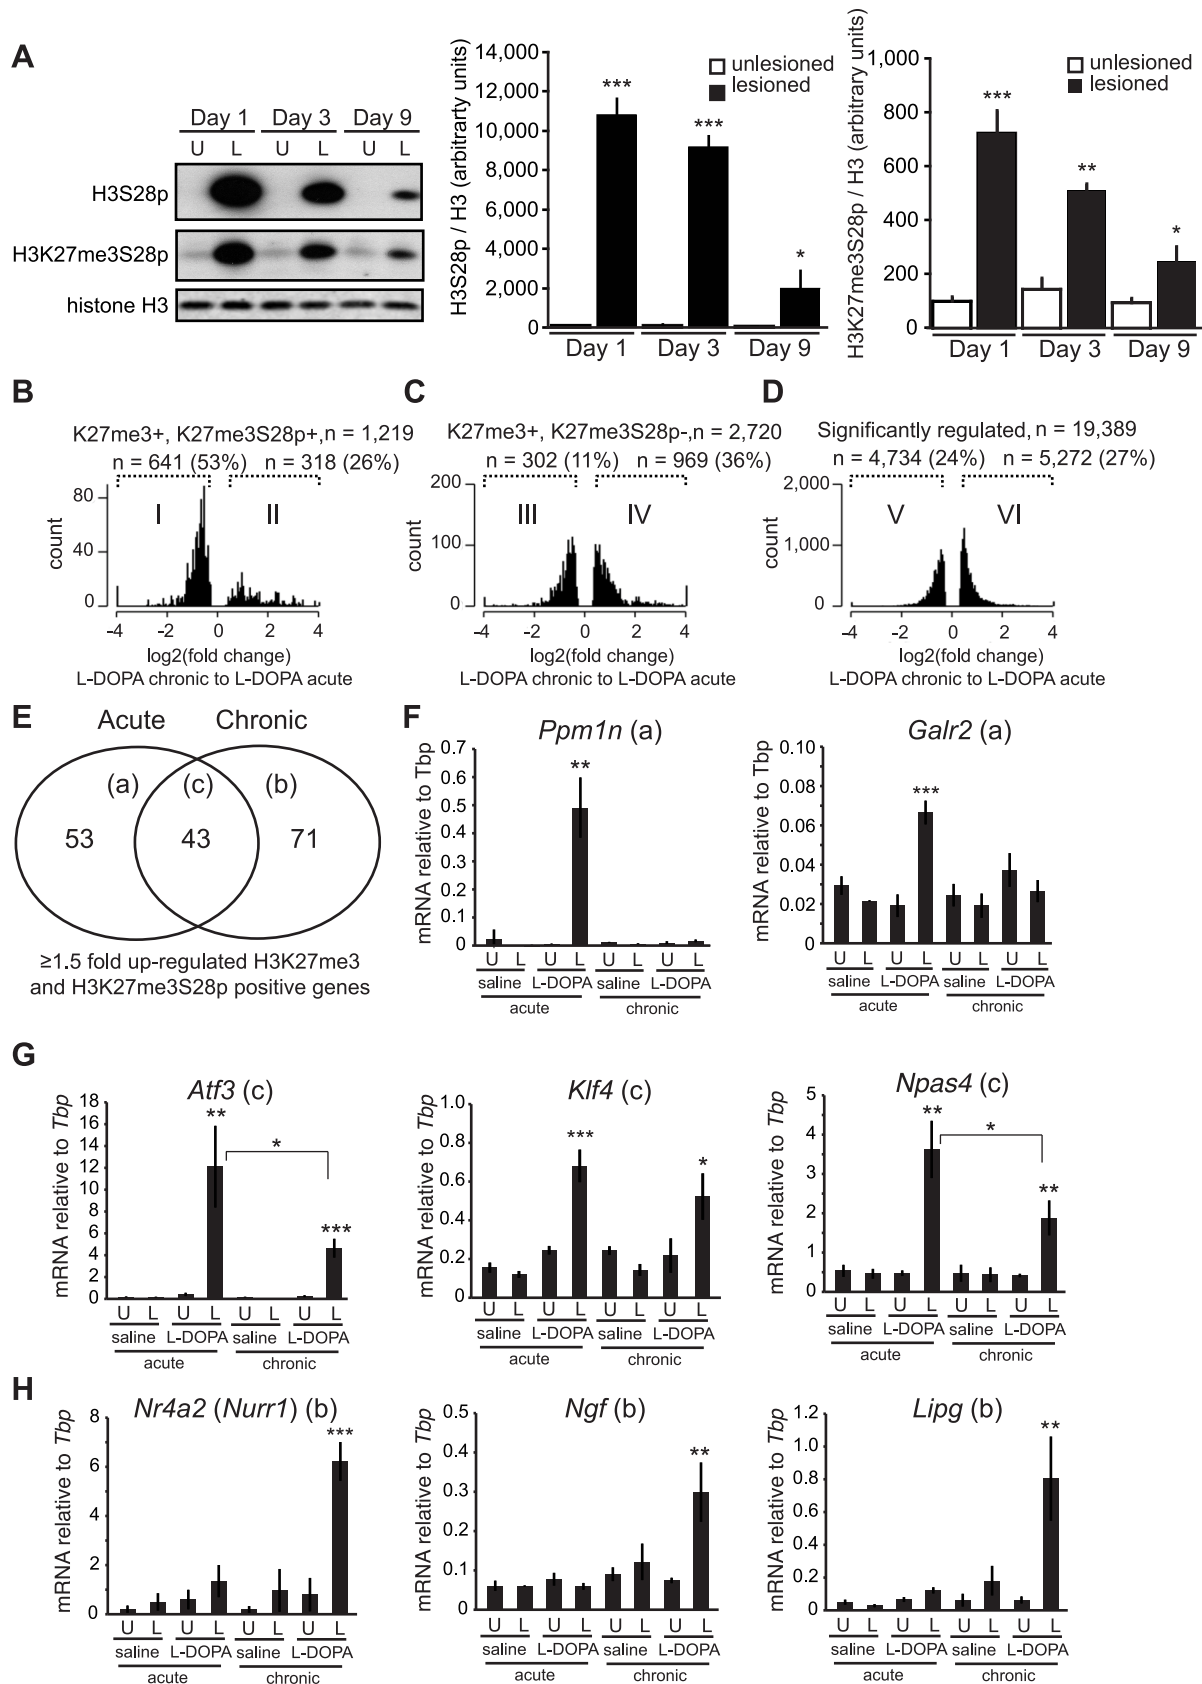 A
Day 1 Day 3 Day 9
U L U L U L
H3S28p
H3K27me3S28p
histone H3
H3S28p / H3 (arbitrarty units)
14,000
12,000
10,000
8,000
6,000
4,000
2,000
0
unlesioned
lesioned
***
***
*
Day 1 Day 3 Day 9
H3K27me3S28p / H3 (arbitrary units)
1,000
800
600
400
200
0
unlesioned
lesioned
***
**
*
Day 1 Day 3 Day 9
B
K27me3+, K27me3S28p+, n = 1,219
n = 641 (53%) n = 318 (26%)
I II
count
80
40
0
-4 -2 0 2 4
log2(fold change)
L-DOPA chronic to L-DOPA acute
C
K27me3+, K27me3S28p-, n = 2,720
n = 302 (11%) n = 969 (36%)
III IV
count
200
100
0
-4 -2 0 2 4
log2(fold change)
L-DOPA chronic to L-DOPA acute
D
Significantly regulated, n = 19,389
n = 4,734 (24%) n = 5,272 (27%)
V VI
count
2,000
1,000
0
-4 -2 0 2 4
log2(fold change)
L-DOPA chronic to L-DOPA acute
E
Acute Chronic
(a) (c) (b)
53 43 71
≥1.5 fold up-regulated H3K27me3
and H3K27me3S28p positive genes
F
Ppm1n (a)
mRNA relative to Tbp
0.7
0.6
0.5
0.4
0.3
0.2
0.1
0
**
U L U L U L U L
saline L-DOPA saline L-DOPA
acute chronic
Galr2 (a)
mRNA relative to Tbp
0.10
0.08
0.06
0.04
0.02
0
***
U L U L U L U L
saline L-DOPA saline L-DOPA
acute chronic
G
Atf3 (c)
mRNA relative to Tbp
18
16
14
12
10
8
6
4
2
0
**
*
***
U L U L U L U L
saline L-DOPA saline L-DOPA
acute chronic
Klf4 (c)
mRNA relative to Tbp
1.0
0.8
0.6
0.4
0.2
0
***
*
U L U L U L U L
saline L-DOPA saline L-DOPA
acute chronic
Npas4 (c)
mRNA relative to Tbp
5
4
3
2
1
0
**
*
**
U L U L U L U L
saline L-DOPA saline L-DOPA
acute chronic
H
Nr4a2 (Nurr1) (b)
mRNA relative to Tbp
8
6
4
2
0
***
U L U L U L U L
saline L-DOPA saline L-DOPA
acute chronic
Ngf (b)
mRNA relative to Tbp
0.5
0.4
0.3
0.2
0.1
0
**
U L U L U L U L
saline L-DOPA saline L-DOPA
acute chronic
Lipg (b)
mRNA relative to Tbp
1.2
1.0
0.8
0.6
0.4
0.2
0
**
U L U L U L U L
saline L-DOPA saline L-DOPA
acute chronic